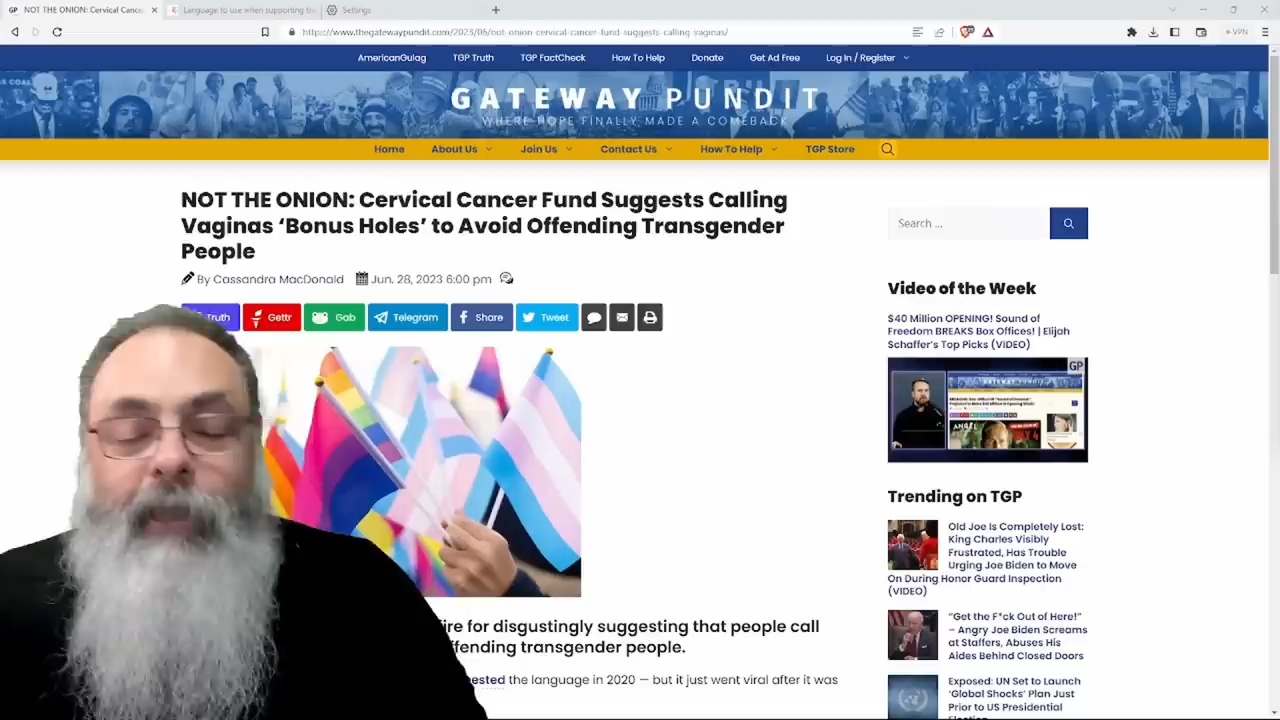 GP NOT THE ONION: Cervical Cance
Language to use when supporting tra
Settings
https://www.thegatewaypundit.com/2023/06/not-onion-cervical-cancer-fund-suggests-calling-vaginas/
VPN
AmericanGulag TGP Truth TGP FactCheck How To Help Donate Get Ad Free Log In / Register
GATEWAY PUNDIT
WHERE HOPE FINALLY MADE A COMEBACK
Home About Us Join Us Contact Us How To Help TGP Store
NOT THE ONION: Cervical Cancer Fund Suggests Calling
Vaginas ‘Bonus Holes’ to Avoid Offending Transgender
People
By Cassandra MacDonald Jun. 28, 2023 6:00 pm
Truth Gettr Gab Telegram Share Tweet
ire for disgustingly suggesting that people call
ffending transgender people.
ested the language in 2020 — but it just went viral after it was
Search ...
Video of the Week
$40 Million OPENING! Sound of
Freedom BREAKS Box Offices! | Elijah
Schaffer's Top Picks (VIDEO)
GP
GATEWAY PUNDIT
ANGEL
Trending on TGP
Old Joe Is Completely Lost:
King Charles Visibly
Frustrated, Has Trouble
Urging Joe Biden to Move
On During Honor Guard Inspection
(VIDEO)
“Get the F*ck Out of Here!”
– Angry Joe Biden Screams
at Staffers, Abuses His
Aides Behind Closed Doors
Exposed: UN Set to Launch
‘Global Shocks’ Plan Just
Prior to US Presidential
Election